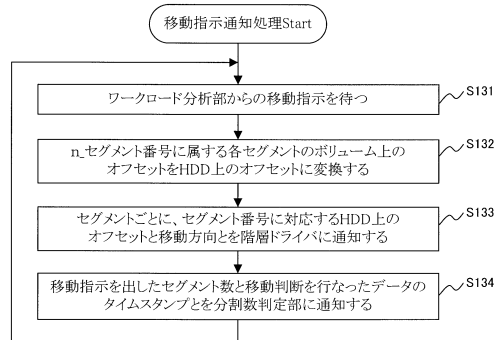 移動指示通知処理Start
ワークロード分析部からの移動指示を待つ
S131
n_セグメント番号に属する各セグメントのボリューム上の
オフセットをHDD上のオフセットに変換する
S132
セグメントごとに、セグメント番号に対応するHDD上の
オフセットと移動方向とを階層ドライバに通知する
S133
移動指示を出したセグメント数と移動判断を行なったデータの
タイムスタンプとを分割数判定部に通知する
S134